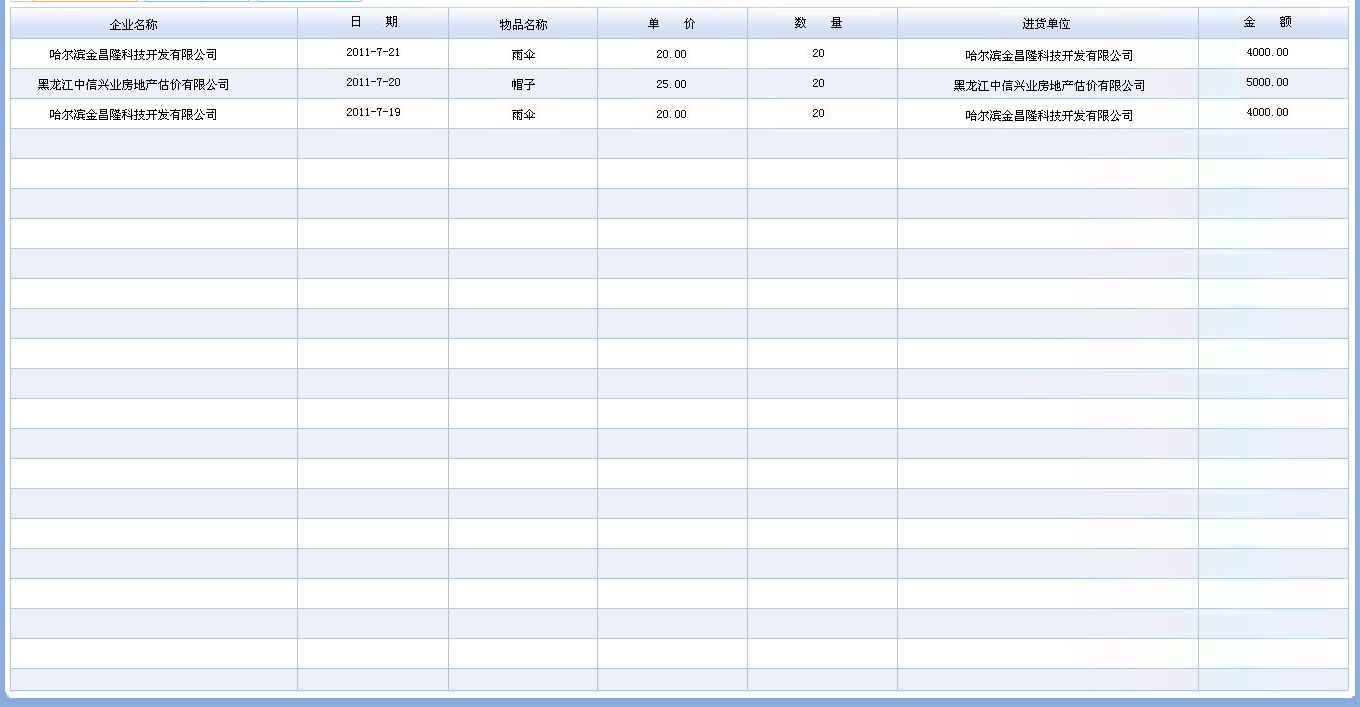 企业名称 日 期 物品名称 单 价 数 量 进货单位 金 额
哈尔滨金昌隆科技开发有限公司 2011-7-21 雨伞 20.00 20 哈尔滨金昌隆科技开发有限公司 4000.00
黑龙江中信兴业房地产估价有限公司 2011-7-20 帽子 25.00 20 黑龙江中信兴业房地产估价有限公司 5000.00
哈尔滨金昌隆科技开发有限公司 2011-7-19 雨伞 20.00 20 哈尔滨金昌隆科技开发有限公司 4000.00